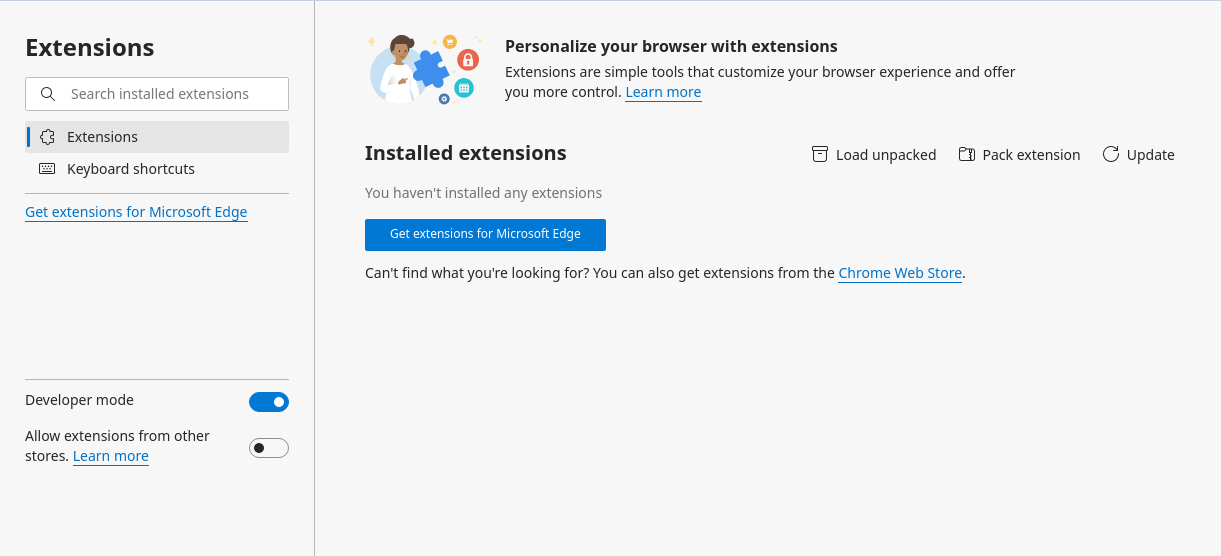 Extensions
Search installed extensions
Extensions
Keyboard shortcuts
Get extensions for Microsoft Edge
Developer mode
Allow extensions from other
stores. Learn more
Personalize your browser with extensions
Extensions are simple tools that customize your browser experience and offer
you more control. Learn more
Installed extensions
Load unpacked
Pack extension
Update
You haven't installed any extensions
Get extensions for Microsoft Edge
Can't find what you're looking for? You can also get extensions from the Chrome Web Store.